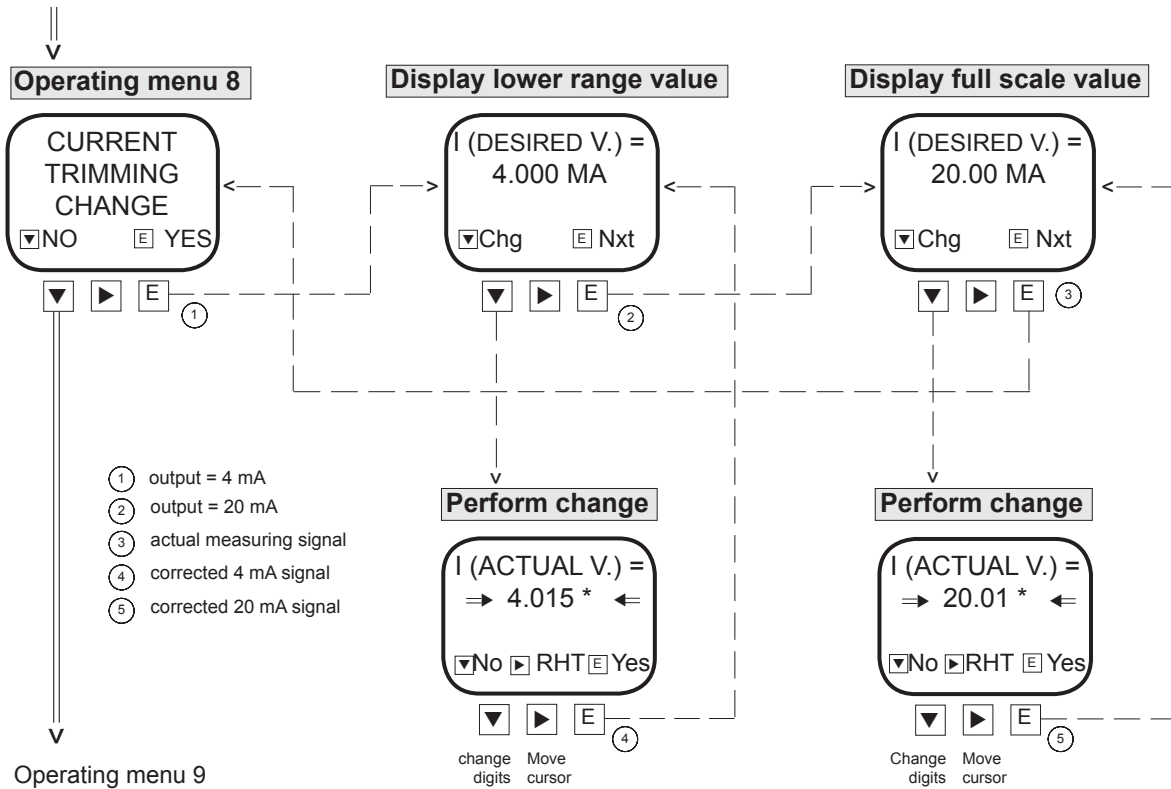 Operating menu 8
CURRENT
TRIMMING
CHANGE
▼NO E YES
▼ ▶ E
1
Display lower range value
I (DESIRED V.) =
4.000 MA
▼Chg E Nxt
▼ ▶ E
2
Display full scale value
I (DESIRED V.) =
20.00 MA
▼Chg E Nxt
▼ ▶ E 3
1 output = 4 mA
2 output = 20 mA
3 actual measuring signal
4 corrected 4 mA signal
5 corrected 20 mA signal
Perform change
I (ACTUAL V.) =
⇒ 4.015 * ⇐
▼No ▶ RHT E Yes
▼ ▶ E
4
change Move
digits cursor
Perform change
I (ACTUAL V.) =
⇒ 20.01 * ⇐
▼No ▶RHT E Yes
▼ ▶ E
5
Change Move
digits cursor
Operating menu 9